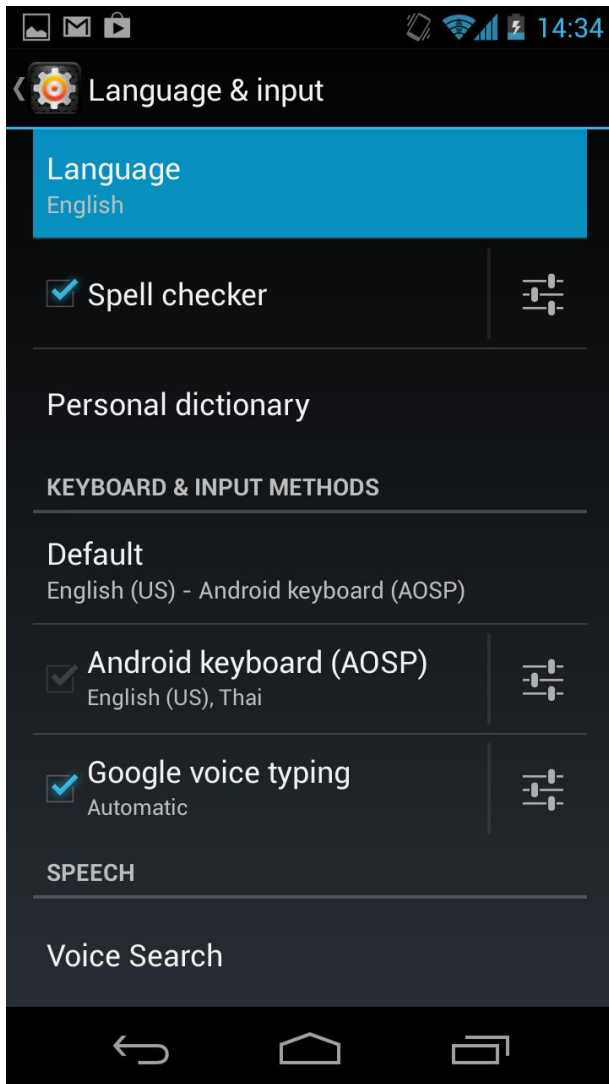 14:34
Language & input
Language
English
Spell checker
Personal dictionary
KEYBOARD & INPUT METHODS
Default
English (US) - Android keyboard (AOSP)
Android keyboard (AOSP)
English (US), Thai
Google voice typing
Automatic
SPEECH
Voice Search